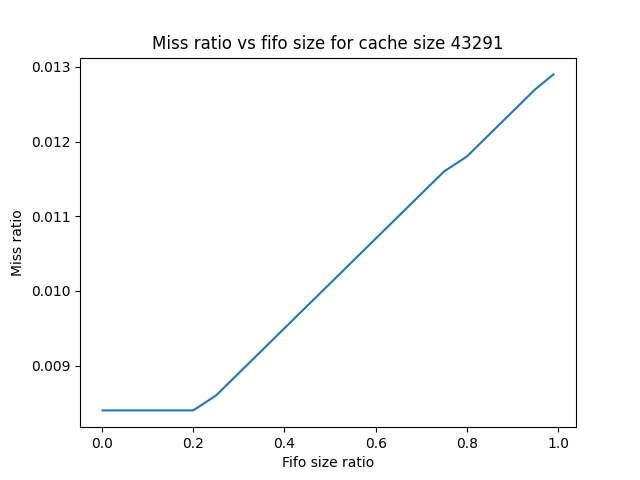 Miss ratio vs fifo size for cache size 43291
0.013
0.012
0.011
0.010
0.009
Miss ratio
0.0 0.2 0.4 0.6 0.8 1.0
Fifo size ratio